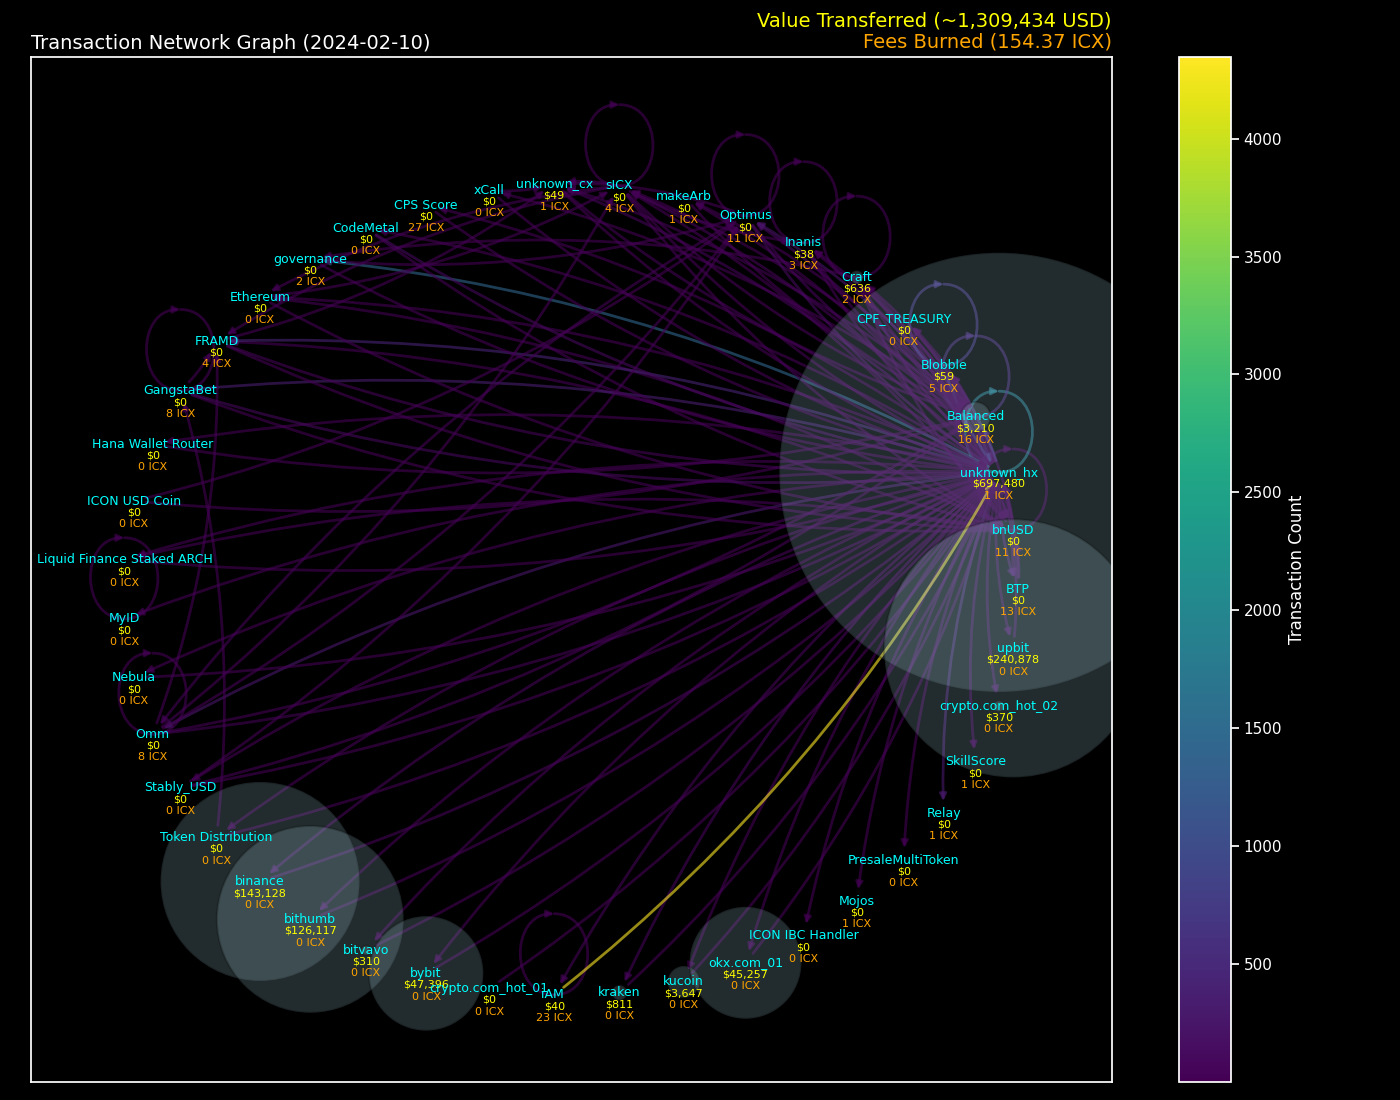 Value Transferred (~1,309,434 USD)
Transaction Network Graph (2024-02-10)
Fees Burned (154.37 ICX)
sICX
$0
4 ICX
unknown_cx
$49
1 ICX
xCall
$0
0 ICX
makeArb
$0
1 ICX
CPS Score
$0
27 ICX
Optimus
$0
11 ICX
CodeMetal
$0
0 ICX
Inanis
$38
3 ICX
governance
$0
2 ICX
Craft
$636
2 ICX
Ethereum
$0
0 ICX
CPF_TREASURY
$0
0 ICX
FRAMD
$0
4 ICX
Blobble
$59
5 ICX
GangstaBet
$0
8 ICX
Balanced
$3,210
16 ICX
Hana Wallet Router
$0
0 ICX
unknown_hx
$697,480
1 ICX
ICON USD Coin
$0
0 ICX
bnUSD
$0
11 ICX
Liquid Finance Staked ARCH
$0
0 ICX
BTP
$0
13 ICX
MyID
$0
0 ICX
upbit
$240,878
0 ICX
Nebula
$0
0 ICX
crypto.com_hot_02
$370
0 ICX
Omm
$0
8 ICX
SkillScore
$0
1 ICX
Stably_USD
$0
0 ICX
Relay
$0
1 ICX
Token Distribution
$0
0 ICX
PresaleMultiToken
$0
0 ICX
binance
$143,128
0 ICX
Mojos
$0
1 ICX
bithumb
$126,117
0 ICX
ICON IBC Handler
$0
0 ICX
bitvavo
$310
0 ICX
okx.com_01
$45,257
0 ICX
bybit
$47,396
0 ICX
crypto.com_hot_01
$0
0 ICX
kucoin
$3,647
0 ICX
$40
23 ICX
kraken
$811
0 ICX
4000
3500
3000
2500
2000
1500
1000
500
Transaction Count